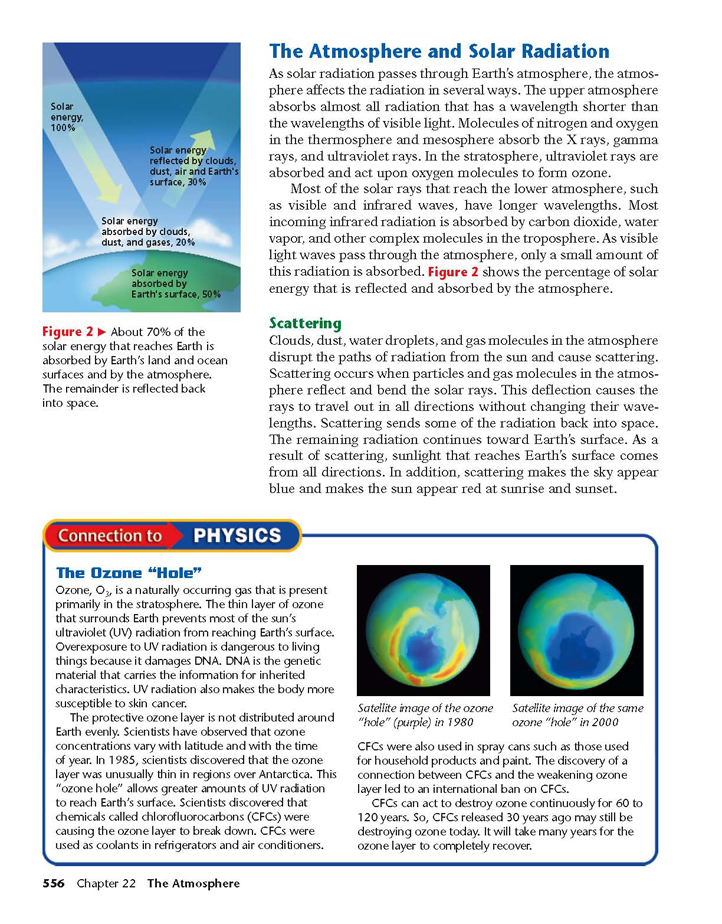 Solar
energy,
100%
Solar energy
reflected by clouds,
dust, air and Earth's
surface, 30%
Solar energy
absorbed by clouds,
dust, and gases, 20%
Solar energy
absorbed by
Earth's surface, 50%
Figure 2 ▶ About 70% of the
solar energy that reaches Earth is
absorbed by Earth's land and ocean
surfaces and by the atmosphere.
The remainder is reflected back
into space.
The Atmosphere and Solar Radiation
As solar radiation passes through Earth's atmosphere, the atmos-
phere affects the radiation in several ways. The upper atmosphere
absorbs almost all radiation that has a wavelength shorter than
the wavelengths of visible light. Molecules of nitrogen and oxygen
in the thermosphere and mesosphere absorb the X rays, gamma
rays, and ultraviolet rays. In the stratosphere, ultraviolet rays are
absorbed and act upon oxygen molecules to form ozone.
Most of the solar rays that reach the lower atmosphere, such
as visible and infrared waves, have longer wavelengths. Most
incoming infrared radiation is absorbed by carbon dioxide, water
vapor, and other complex molecules in the troposphere. As visible
light waves pass through the atmosphere, only a small amount of
this radiation is absorbed. Figure 2 shows the percentage of solar
energy that is reflected and absorbed by the atmosphere.
Scattering
Clouds, dust, water droplets, and gas molecules in the atmosphere
disrupt the paths of radiation from the sun and cause scattering.
Scattering occurs when particles and gas molecules in the atmos-
phere reflect and bend the solar rays. This deflection causes the
rays to travel out in all directions without changing their wave-
lengths. Scattering sends some of the radiation back into space.
The remaining radiation continues toward Earth's surface. As a
result of scattering, sunlight that reaches Earth's surface comes
from all directions. In addition, scattering makes the sky appear
blue and makes the sun appear red at sunrise and sunset.
Connection to PHYSICS
The Ozone “Hole”
Ozone, O₃, is a naturally occurring gas that is present
primarily in the stratosphere. The thin layer of ozone
that surrounds Earth prevents most of the sun's
ultraviolet (UV) radiation from reaching Earth's surface.
Overexposure to UV radiation is dangerous to living
things because it damages DNA. DNA is the genetic
material that carries the information for inherited
characteristics. UV radiation also makes the body more
susceptible to skin cancer.
The protective ozone layer is not distributed around
Earth evenly. Scientists have observed that ozone
concentrations vary with latitude and with the time
of year. In 1985, scientists discovered that the ozone
layer was unusually thin in regions over Antarctica. This
“ozone hole” allows greater amounts of UV radiation
to reach Earth's surface. Scientists discovered that
chemicals called chlorofluorocarbons (CFCs) were
causing the ozone layer to break down. CFCs were
used as coolants in refrigerators and air conditioners.
Satellite image of the ozone
“hole” (purple) in 1980
Satellite image of the same
ozone “hole” in 2000
CFCs were also used in spray cans such as those used
for household products and paint. The discovery of a
connection between CFCs and the weakening ozone
layer led to an international ban on CFCs.
CFCs can act to destroy ozone continuously for 60 to
120 years. So, CFCs released 30 years ago may still be
destroying ozone today. It will take many years for the
ozone layer to completely recover.
556 Chapter 22 The Atmosphere